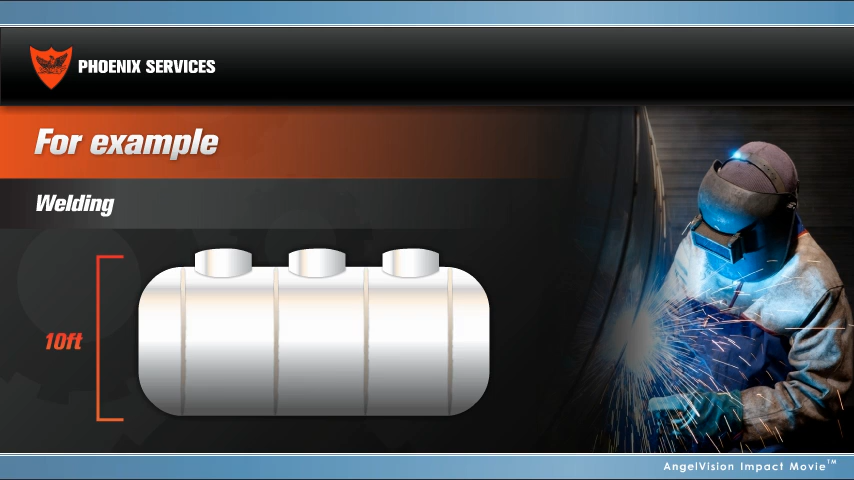 PHOENIX SERVICES
For example
Welding
10ft
AngelVision Impact Movie™